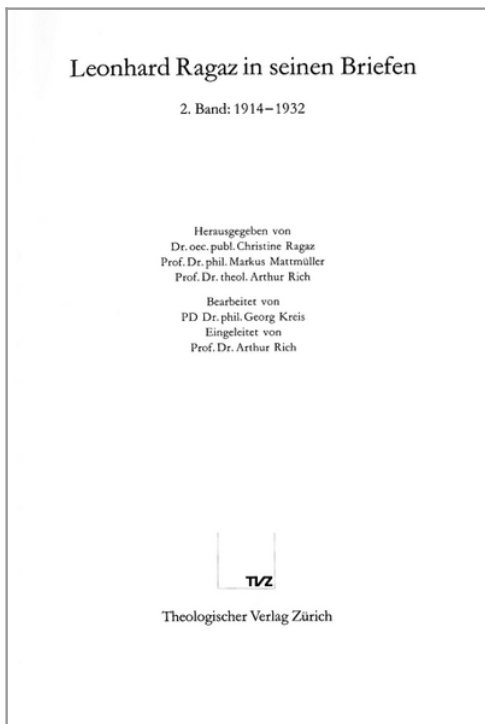 Leonhard Ragaz in seinen Briefen
2. Band: 1914–1932
Herausgegeben von
Dr. oec. publ. Christine Ragaz
Prof. Dr. phil. Markus Mattmüller
Prof. Dr. theol. Arthur Rich
Bearbeitet von
PD Dr. phil. Georg Kreis
Eingeleitet von
Prof. Dr. Arthur Rich
TVZ
Theologischer Verlag Zürich